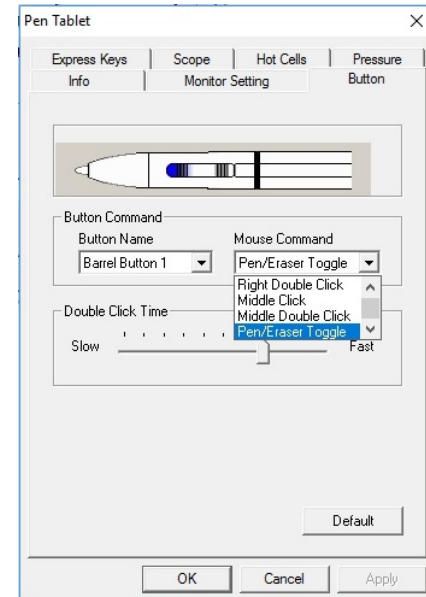 Pen Tablet
Express Keys Scope Hot Cells Pressure
Info Monitor Setting Button
Button Command
Button Name Mouse Command
Barrel Button 1 Pen/Eraser Toggle
Right Double Click
Middle Click
Middle Double Click
Pen/Eraser Toggle
Double Click Time
Slow Fast
Default
OK Cancel Apply